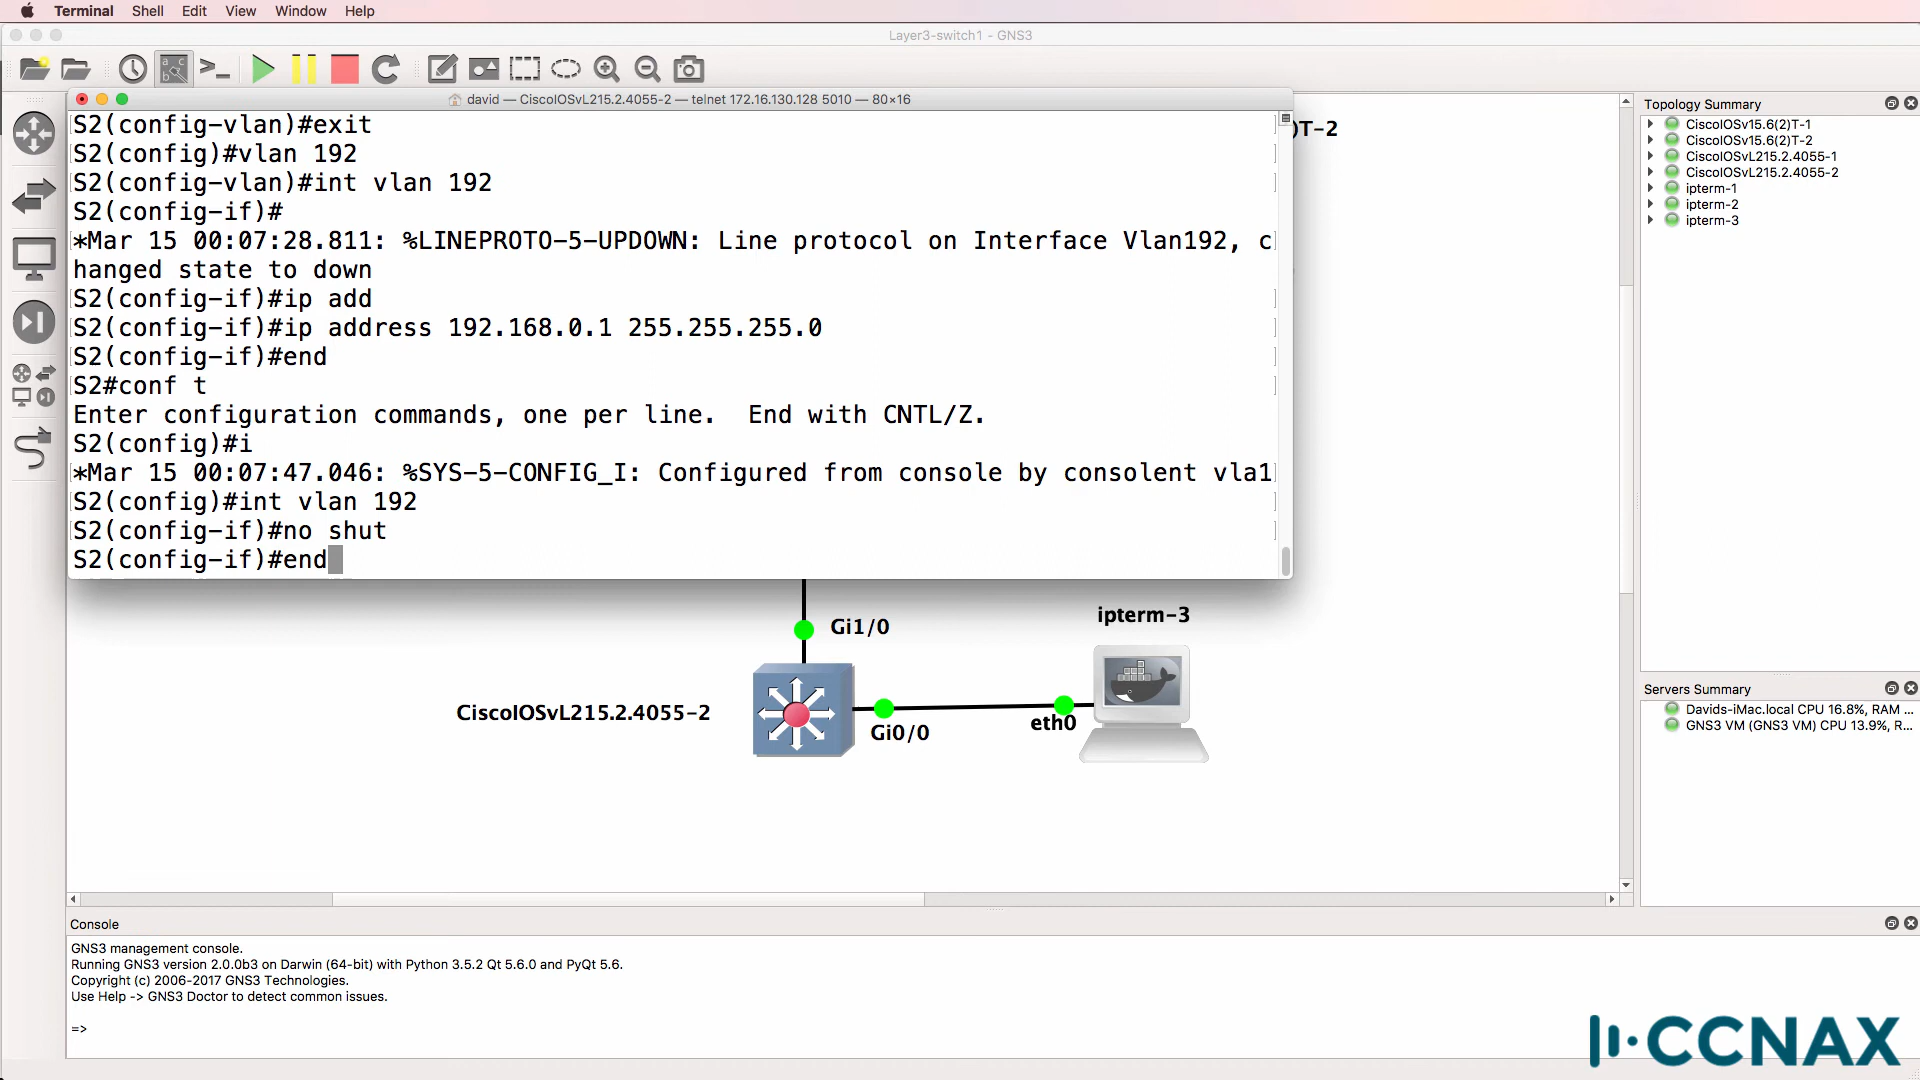 Terminal Shell Edit View Window Help
Layer3-switch1 - GNS3
david — CiscoIOSvL215.2.4055-2 — telnet 172.16.130.128 5010 — 80×16
S2(config-vlan)#exit
S2(config)#vlan 192
S2(config-vlan)#int vlan 192
S2(config-if)#
*Mar 15 00:07:28.811: %LINEPROTO-5-UPDOWN: Line protocol on Interface Vlan192, c
hanged state to down
S2(config-if)#ip add
S2(config-if)#ip address 192.168.0.1 255.255.255.0
S2(config-if)#end
S2#conf t
Enter configuration commands, one per line.  End with CNTL/Z.
S2(config)#i
*Mar 15 00:07:47.046: %SYS-5-CONFIG_I: Configured from console by consolent vla1
S2(config)#int vlan 192
S2(config-if)#no shut
S2(config-if)#end
)T-2
Gi1/0
ipterm-3
CiscoIOSvL215.2.4055-2
Gi0/0
eth0
Topology Summary
CiscoIOSv15.6(2)T-1
CiscoIOSv15.6(2)T-2
CiscoIOSvL215.2.4055-1
CiscoIOSvL215.2.4055-2
ipterm-1
ipterm-2
ipterm-3
Servers Summary
Davids-iMac.local CPU 16.8%, RAM ...
GNS3 VM (GNS3 VM) CPU 13.9%, R...
Console
GNS3 management console.
Running GNS3 version 2.0.0b3 on Darwin (64-bit) with Python 3.5.2 Qt 5.6.0 and PyQt 5.6.
Copyright (c) 2006-2017 GNS3 Technologies.
Use Help -> GNS3 Doctor to detect common issues.
=>
CCNAX